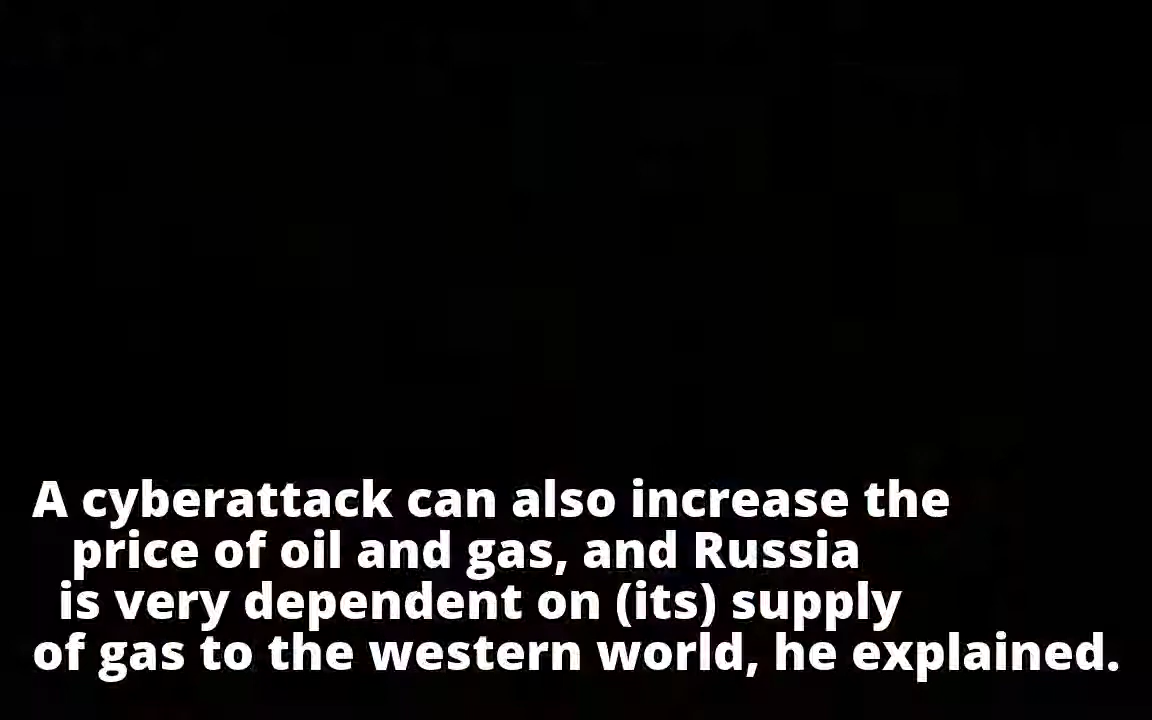 A cyberattack can also increase the
price of oil and gas, and Russia
is very dependent on (its) supply
of gas to the western world, he explained.